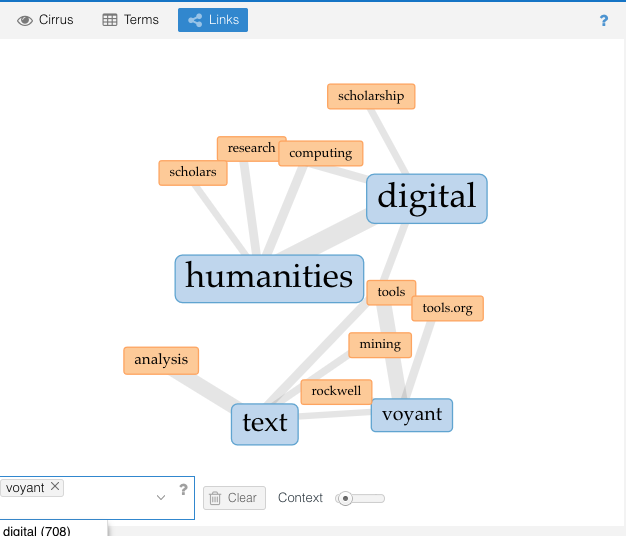 Cirrus Terms Links ?
scholarship
research
computing
scholars
digital
humanities
tools
tools.org
mining
analysis
rockwell
voyant
text
voyant ?
Clear Context
digital (708)